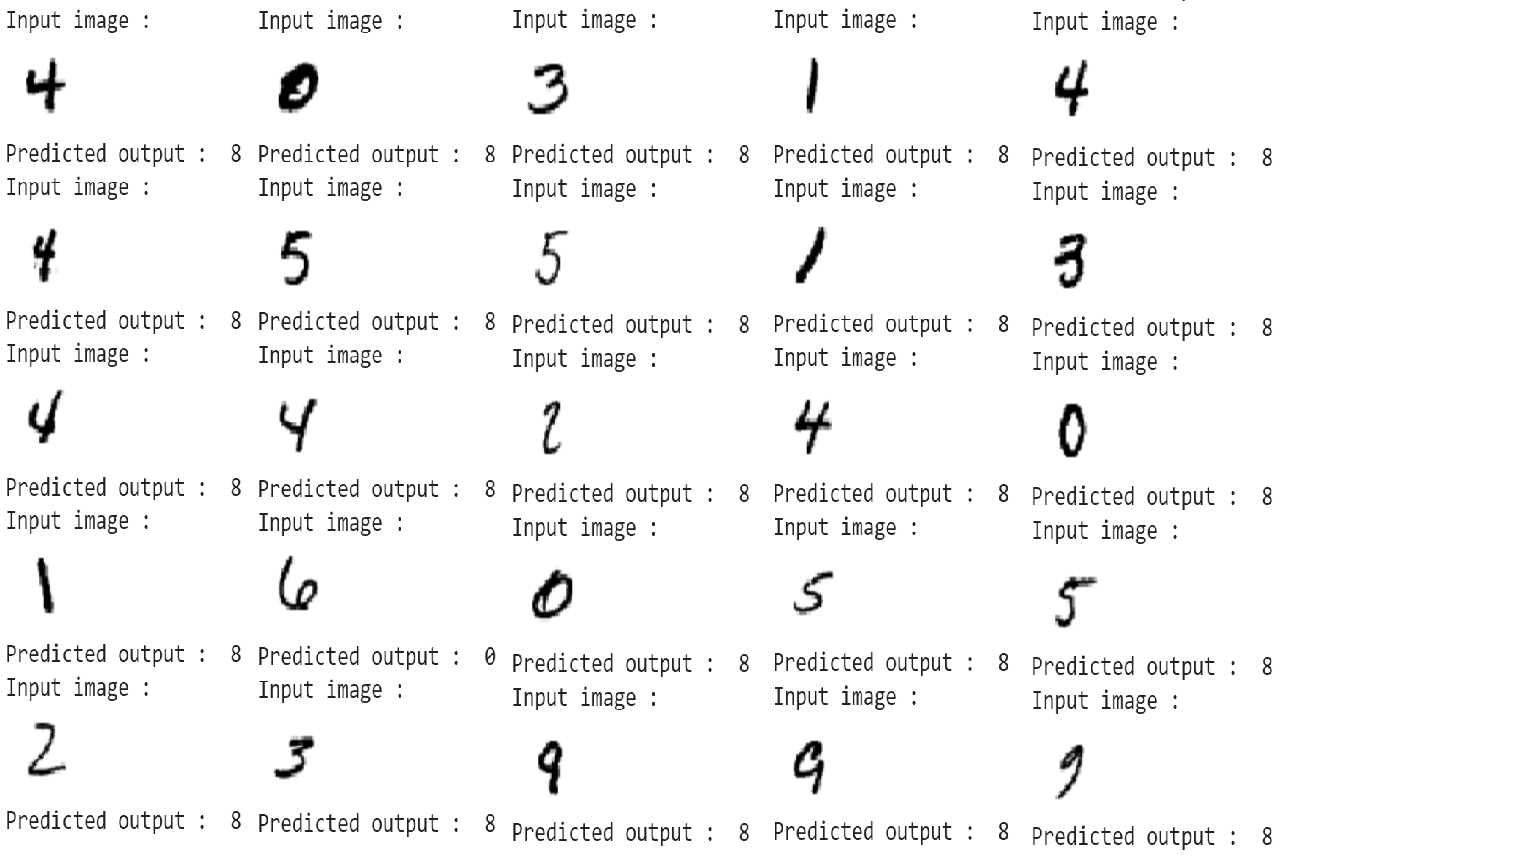 Input image : Input image : Input image : Input image : Input image :
4 0 3 1 4
Predicted output : 8 Predicted output : 8 Predicted output : 8 Predicted output : 8 Predicted output : 8
Input image : Input image : Input image : Input image : Input image :
4 5 5 1 3
Predicted output : 8 Predicted output : 8 Predicted output : 8 Predicted output : 8 Predicted output : 8
Input image : Input image : Input image : Input image : Input image :
4 4 2 4 0
Predicted output : 8 Predicted output : 8 Predicted output : 8 Predicted output : 8 Predicted output : 8
Input image : Input image : Input image : Input image : Input image :
1 6 0 5 5
Predicted output : 8 Predicted output : 0 Predicted output : 8 Predicted output : 8 Predicted output : 8
Input image : Input image : Input image : Input image : Input image :
2 3 9 9 9
Predicted output : 8 Predicted output : 8 Predicted output : 8 Predicted output : 8 Predicted output : 8